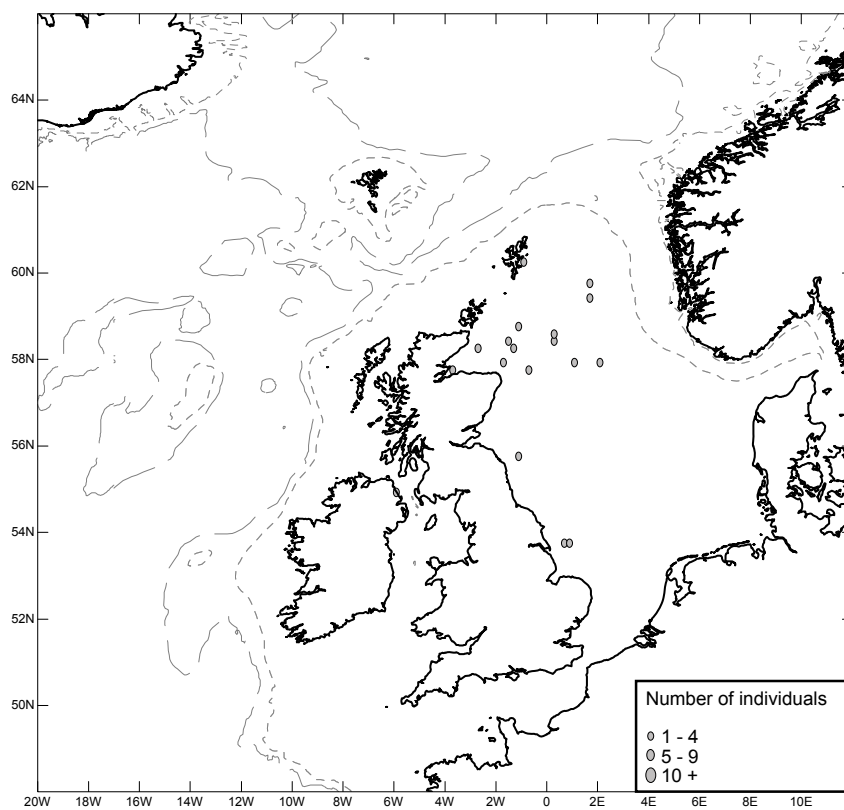 64N
62N
60N
58N
56N
54N
52N
50N
20W 18W 16W 14W 12W 10W 8W 6W 4W 2W 0 2E 4E 6E 8E 10E
Number of individuals
1 - 4
5 - 9
10 +